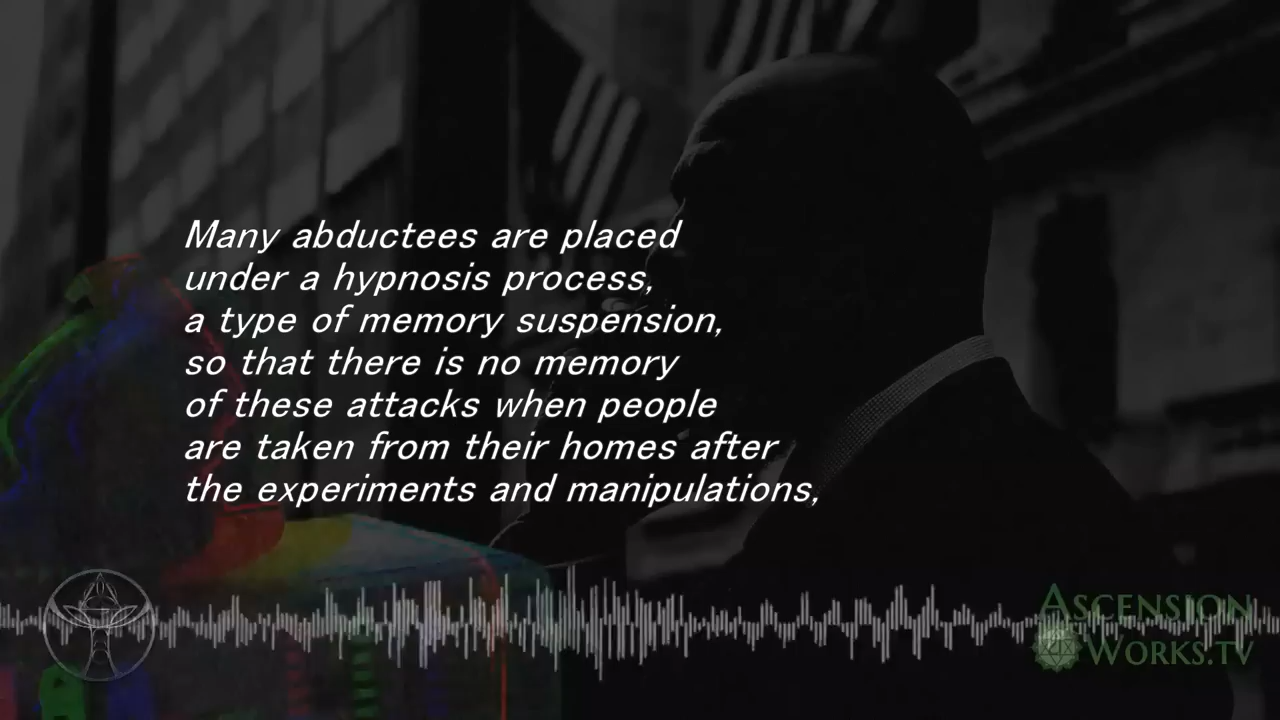 Many abductees are placed
under a hypnosis process,
a type of memory suspension,
so that there is no memory
of these attacks when people
are taken from their homes after
the experiments and manipulations,
ASCENSION
WORKS.TV